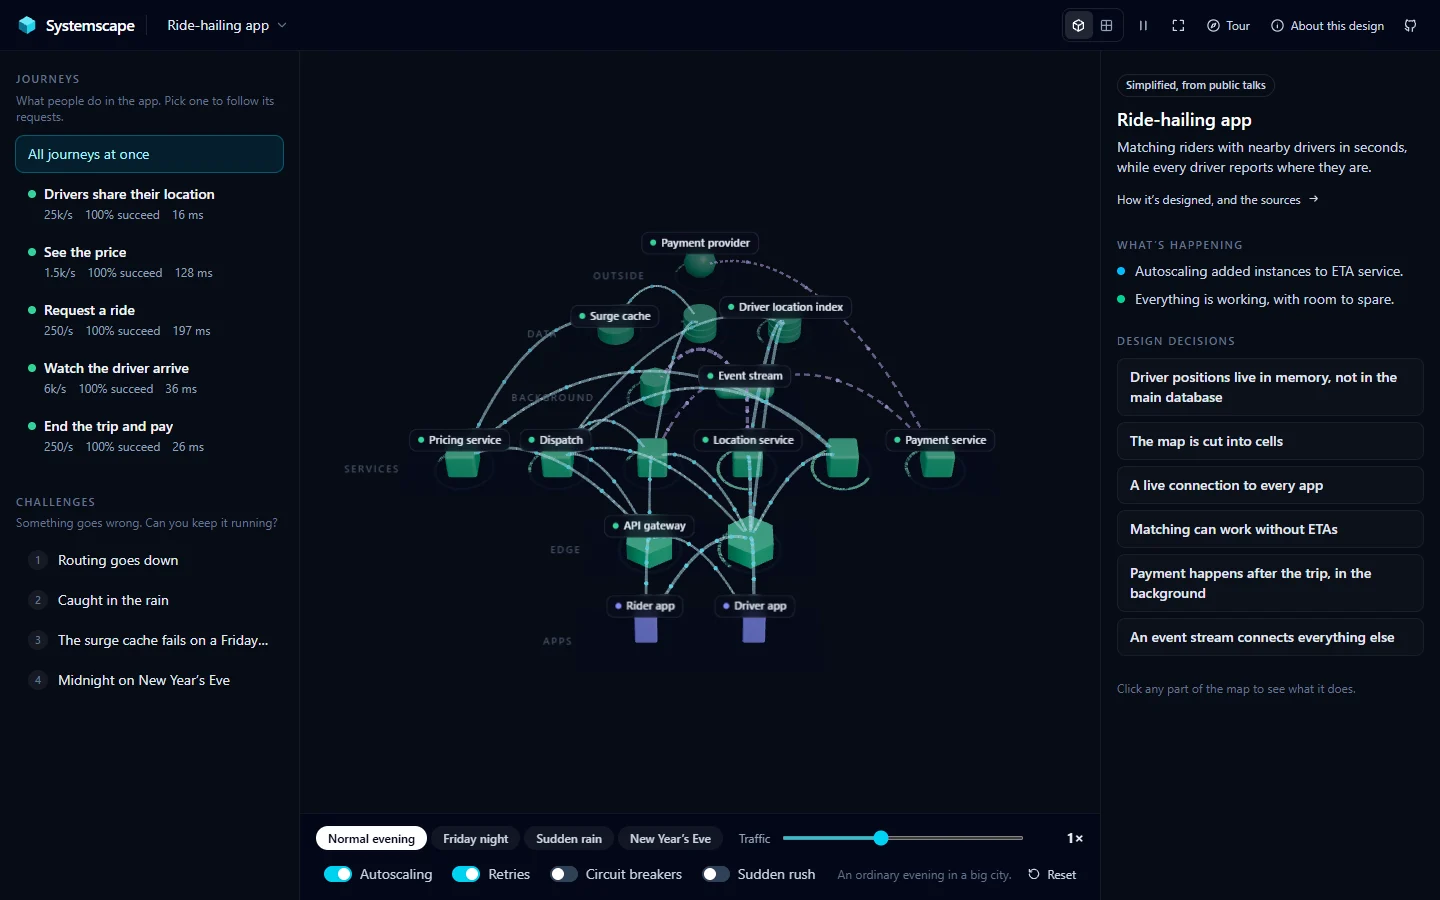 Systemscape
Ride-hailing app
Tour
About this design
JOURNEYS
What people do in the app. Pick one to follow its
requests.
All journeys at once
Drivers share their location
25k/s 100% succeed 16 ms
See the price
1.5k/s 100% succeed 128 ms
Request a ride
250/s 100% succeed 197 ms
Watch the driver arrive
6k/s 100% succeed 36 ms
End the trip and pay
250/s 100% succeed 26 ms
CHALLENGES
Something goes wrong. Can you keep it running?
1 Routing goes down
2 Caught in the rain
3 The surge cache fails on a Friday...
4 Midnight on New Year's Eve
Payment provider
OUTSIDE
Driver location index
Surge cache
DATA
Event stream
BACKGROUND
Pricing service
Dispatch
Location service
Payment service
SERVICES
API gateway
EDGE
Rider app
Driver app
APPS
Normal evening
Friday night
Sudden rain
New Year's Eve
Traffic
1×
Autoscaling
Retries
Circuit breakers
Sudden rush
An ordinary evening in a big city.
Reset
Simplified, from public talks
Ride-hailing app
Matching riders with nearby drivers in seconds,
while every driver reports where they are.
How it's designed, and the sources →
WHAT'S HAPPENING
Autoscaling added instances to ETA service.
Everything is working, with room to spare.
DESIGN DECISIONS
Driver positions live in memory, not in the
main database
The map is cut into cells
A live connection to every app
Matching can work without ETAs
Payment happens after the trip, in the
background
An event stream connects everything else
Click any part of the map to see what it does.